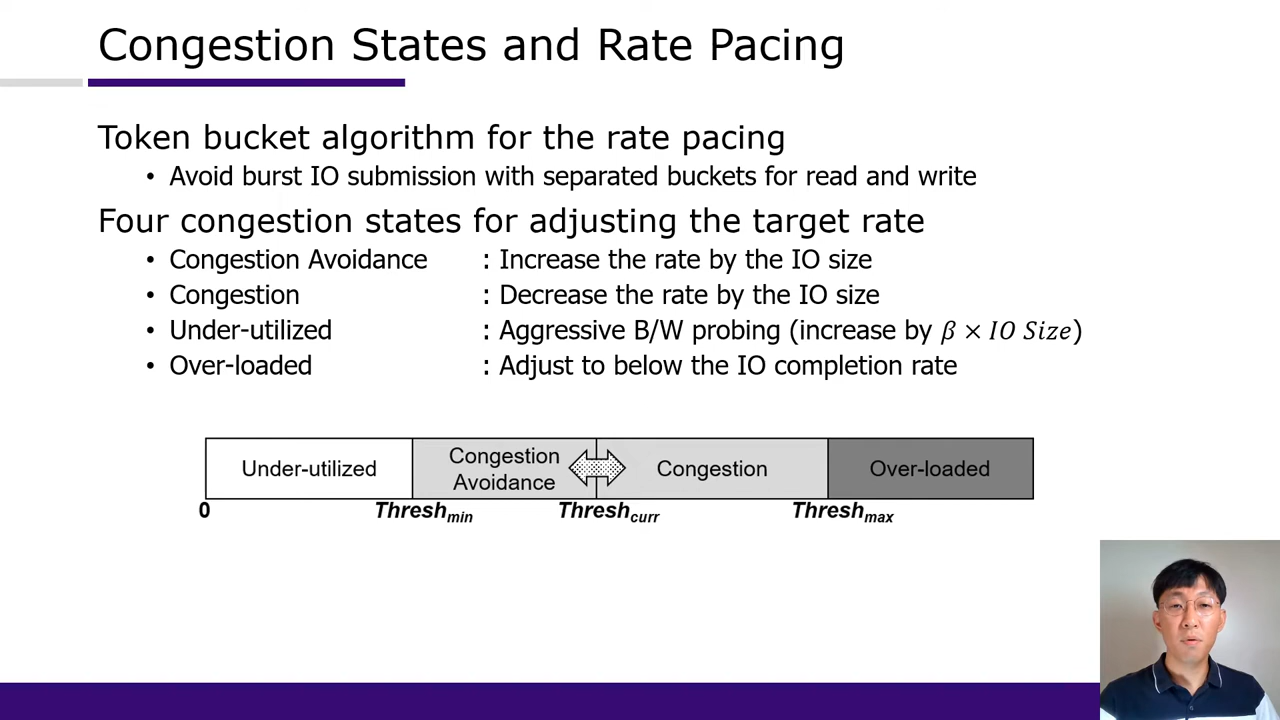 Congestion States and Rate Pacing
Token bucket algorithm for the rate pacing
• Avoid burst IO submission with separated buckets for read and write
Four congestion states for adjusting the target rate
• Congestion Avoidance : Increase the rate by the IO size
• Congestion : Decrease the rate by the IO size
• Under-utilized : Aggressive B/W probing (increase by β × IO Size)
• Over-loaded : Adjust to below the IO completion rate
Under-utilized
Congestion
Avoidance
Congestion
Over-loaded
0
Thresh_min
Thresh_curr
Thresh_max